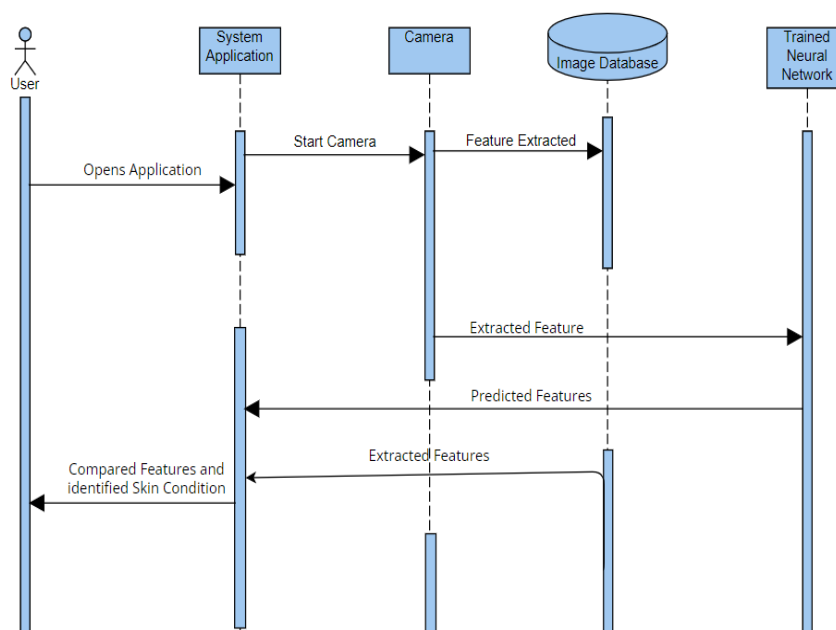 System
Application
Camera
Image Database
Trained
Neural
Network
User
Start Camera
Feature Extracted
Opens Application
Extracted Feature
Predicted Features
Extracted Features
Compared Features and
identified Skin Condition